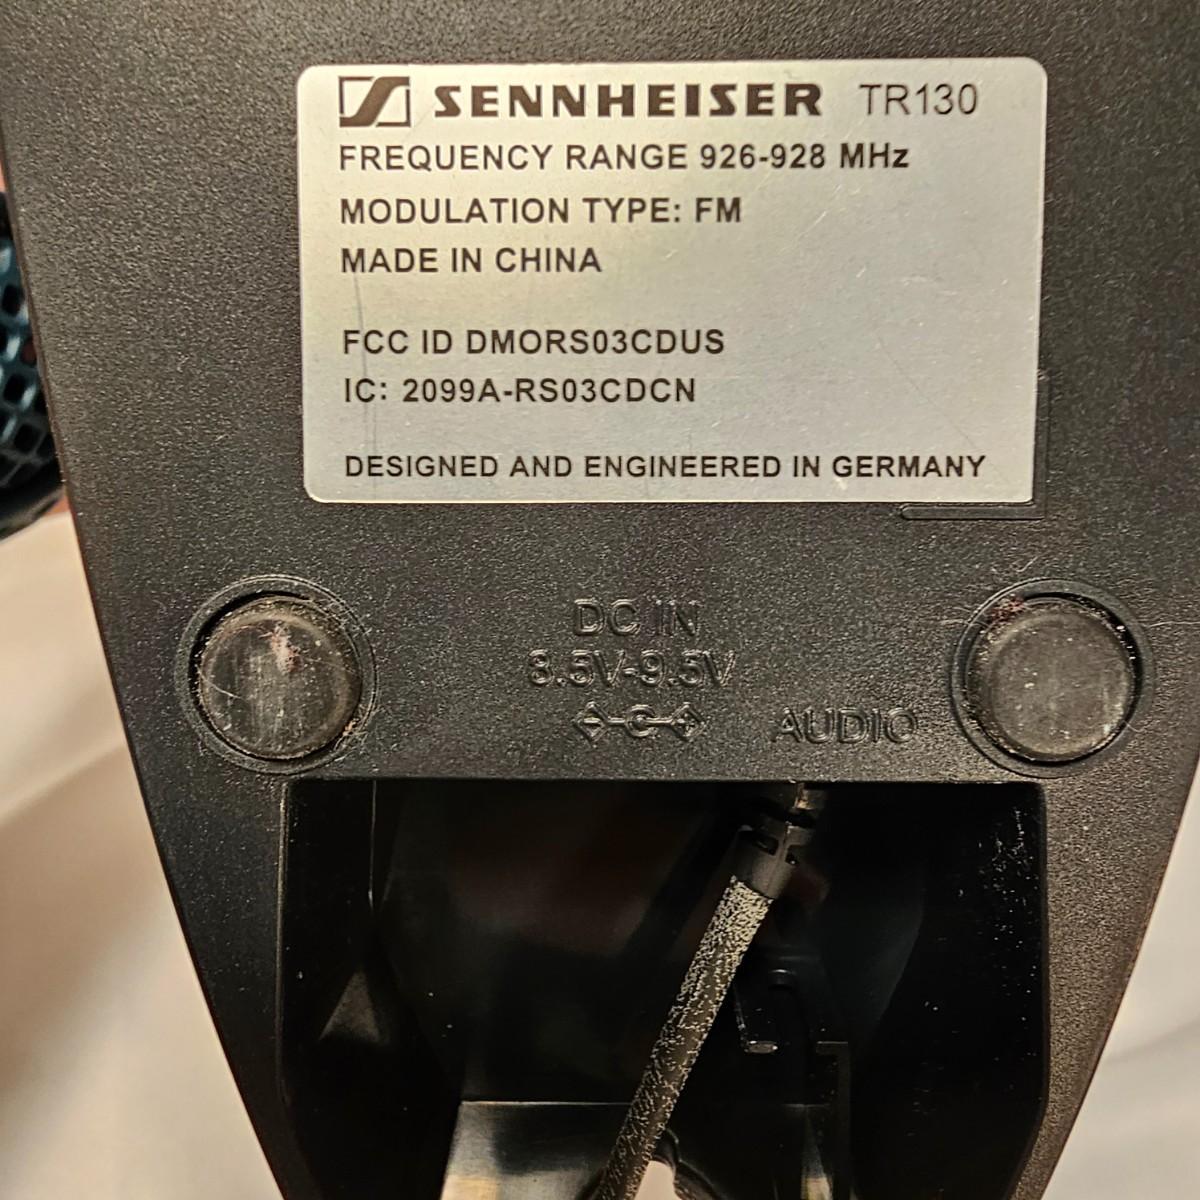 SENNHEISER TR130
FREQUENCY RANGE 926-928 MHz
MODULATION TYPE: FM
MADE IN CHINA
FCC ID DMORS03CDUS
IC: 2099A-RS03CDCN
DESIGNED AND ENGINEERED IN GERMANY
DC IN
8.5V-9.5V
AUDIO